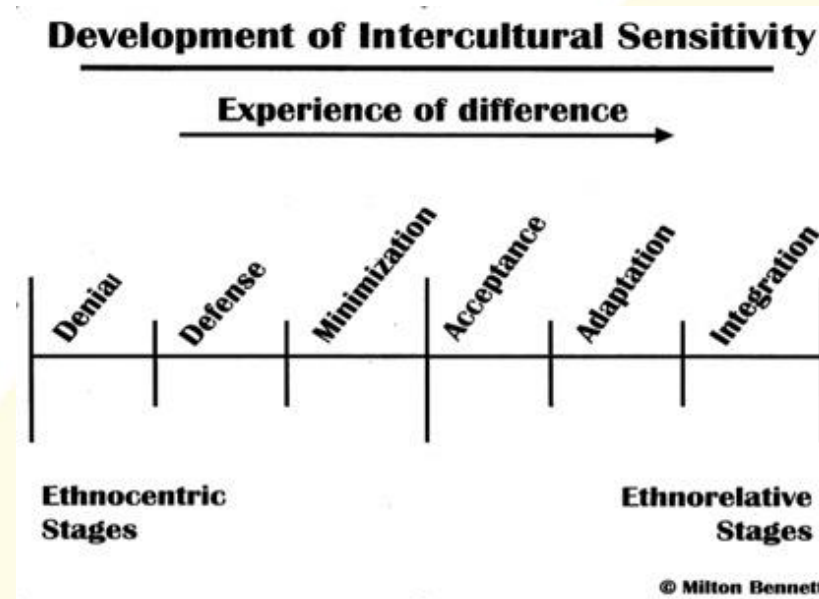 Development of Intercultural Sensitivity
Experience of difference
Denial
Defense
Minimization
Acceptance
Adaptation
Integration
Ethnocentric
Stages
Ethnorelative
Stages
© Milton Bennett